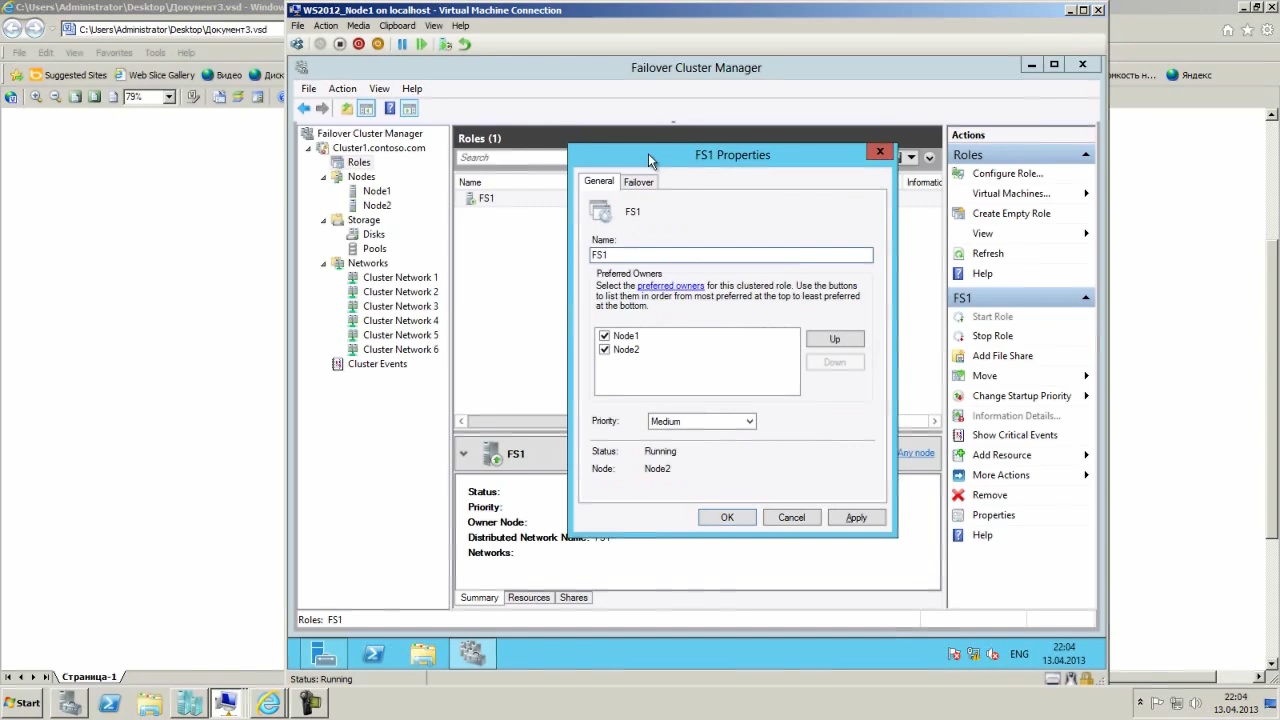 C:\Users\Administrator\Desktop\Документ3.vsd - Windows
WS2012_Node1 on localhost - Virtual Machine Connection
C:\Users\Administrator\Desktop\Документ3.vsd
File Edit View Favorites Tools Help
Suggested Sites Web Slice Gallery Видео Диск
Яндекс
79%
File Action Media Clipboard View Help
Failover Cluster Manager
File Action View Help
Failover Cluster Manager
Cluster1.contoso.com
Roles
Nodes
Node1
Node2
Storage
Disks
Pools
Networks
Cluster Network 1
Cluster Network 2
Cluster Network 3
Cluster Network 4
Cluster Network 5
Cluster Network 6
Cluster Events
Roles (1)
Search
Name
Informatic
FS1
FS1 Properties
General Failover
FS1
Name:
FS1
Preferred Owners
Select the preferred owners for this clustered role. Use the buttons
to list them in order from most preferred at the top to least preferred
at the bottom.
Node1
Node2
Up
Down
Priority: Medium
Status: Running
Node: Node2
OK Cancel Apply
FS1
Any node
Status:
Priority:
Owner Node:
Distributed Network Name: FS1
Networks:
Summary Resources Shares
Roles: FS1
Actions
Roles
Configure Role...
Virtual Machines...
Create Empty Role
View
Refresh
Help
FS1
Start Role
Stop Role
Add File Share
Move
Change Startup Priority
Information Details...
Show Critical Events
Add Resource
More Actions
Remove
Properties
Help
ENG
22:04
13.04.2013
Страница-1
Status: Running
Start
22:04
13.04.2013